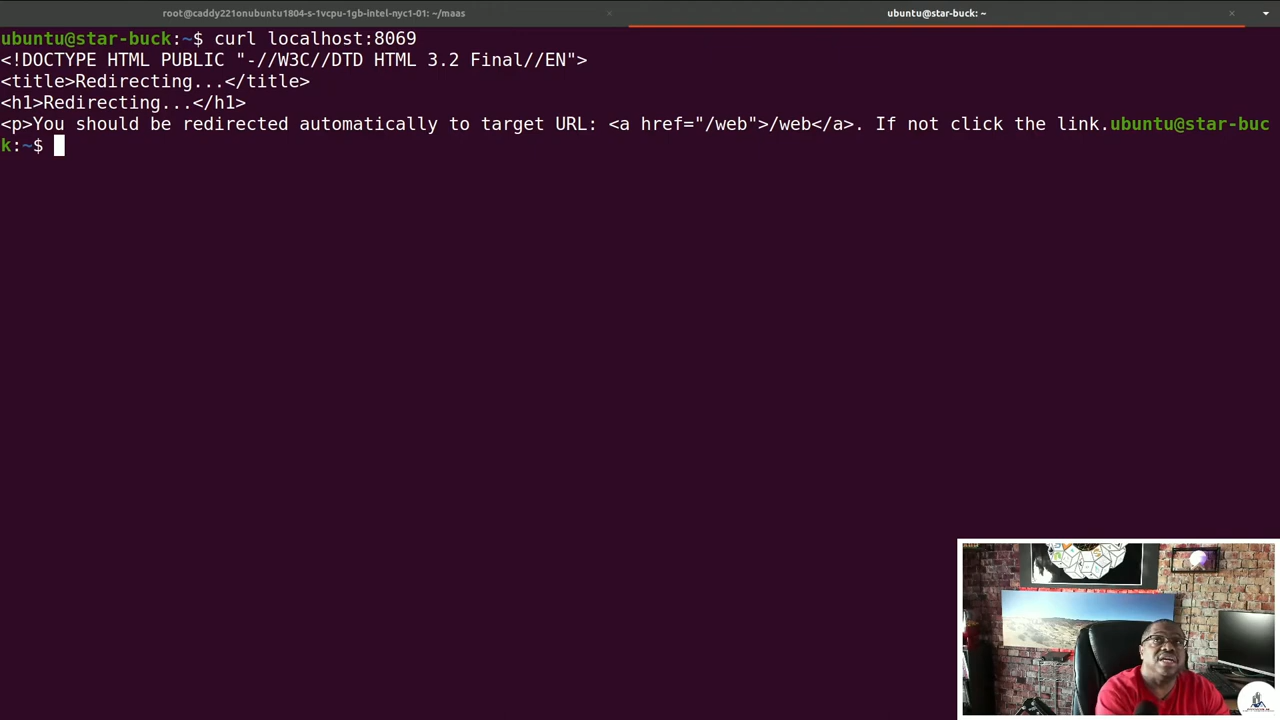 root@caddy221onubuntu1804-s-1vcpu-1gb-intel-nyc1-01: ~/maas
ubuntu@star-buck: ~
ubuntu@star-buck:~$ curl localhost:8069
<!DOCTYPE HTML PUBLIC "-//W3C//DTD HTML 3.2 Final//EN">
<title>Redirecting...</title>
<h1>Redirecting...</h1>
<p>You should be redirected automatically to target URL: <a href="/web">/web</a>. If not click the link.ubuntu@star-buc
k:~$